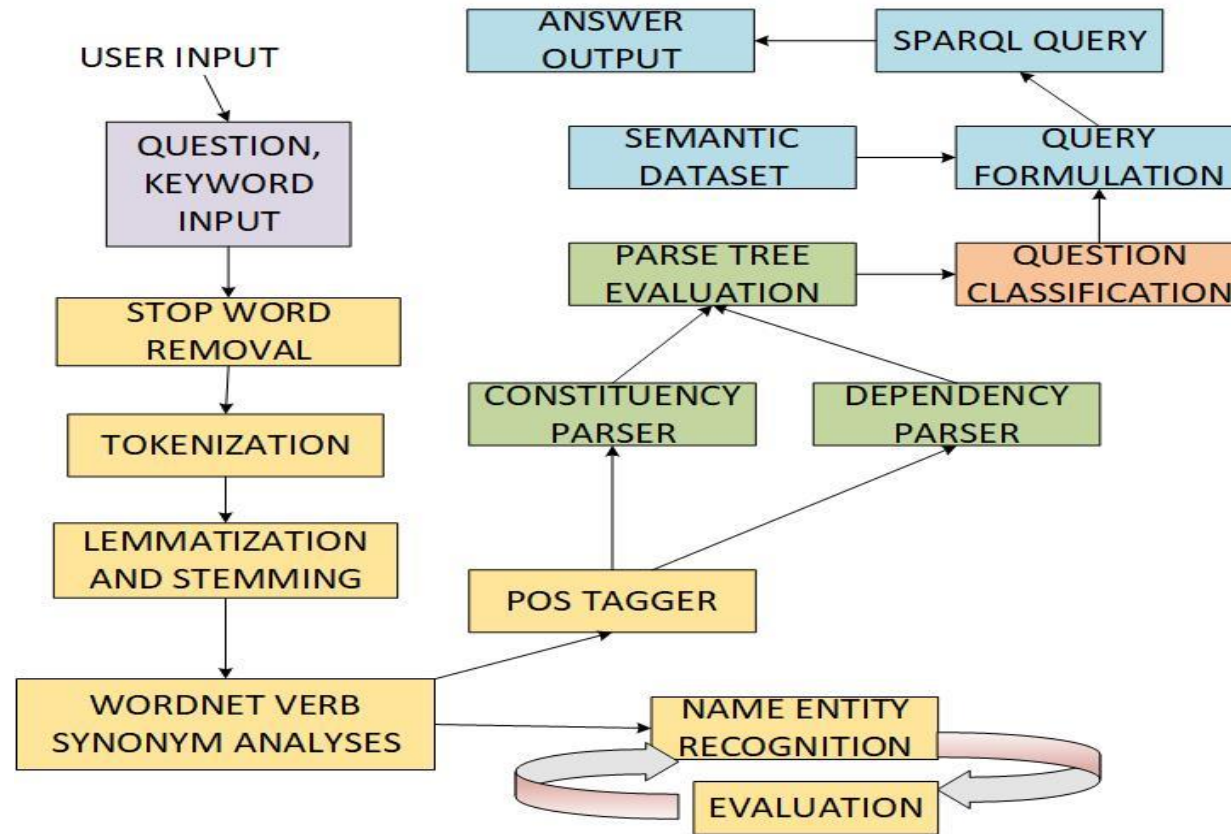 USER INPUT
QUESTION,
KEYWORD
INPUT
STOP WORD
REMOVAL
TOKENIZATION
LEMMATIZATION
AND STEMMING
WORDNET VERB
SYNONYM ANALYSES
POS TAGGER
NAME ENTITY
RECOGNITION
EVALUATION
CONSTITUENCY
PARSER
DEPENDENCY
PARSER
PARSE TREE
EVALUATION
QUESTION
CLASSIFICATION
SEMANTIC
DATASET
QUERY
FORMULATION
SPARQL QUERY
ANSWER
OUTPUT